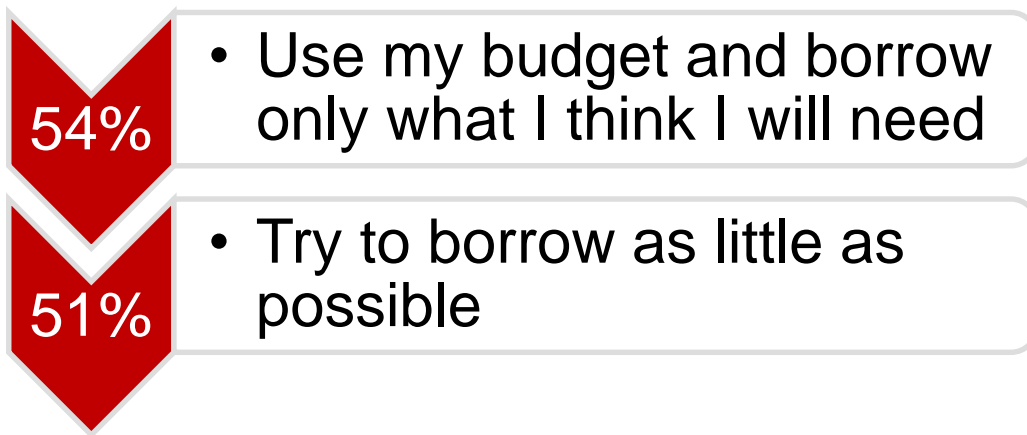 54%
• Use my budget and borrow
only what I think I will need
51%
• Try to borrow as little as
possible